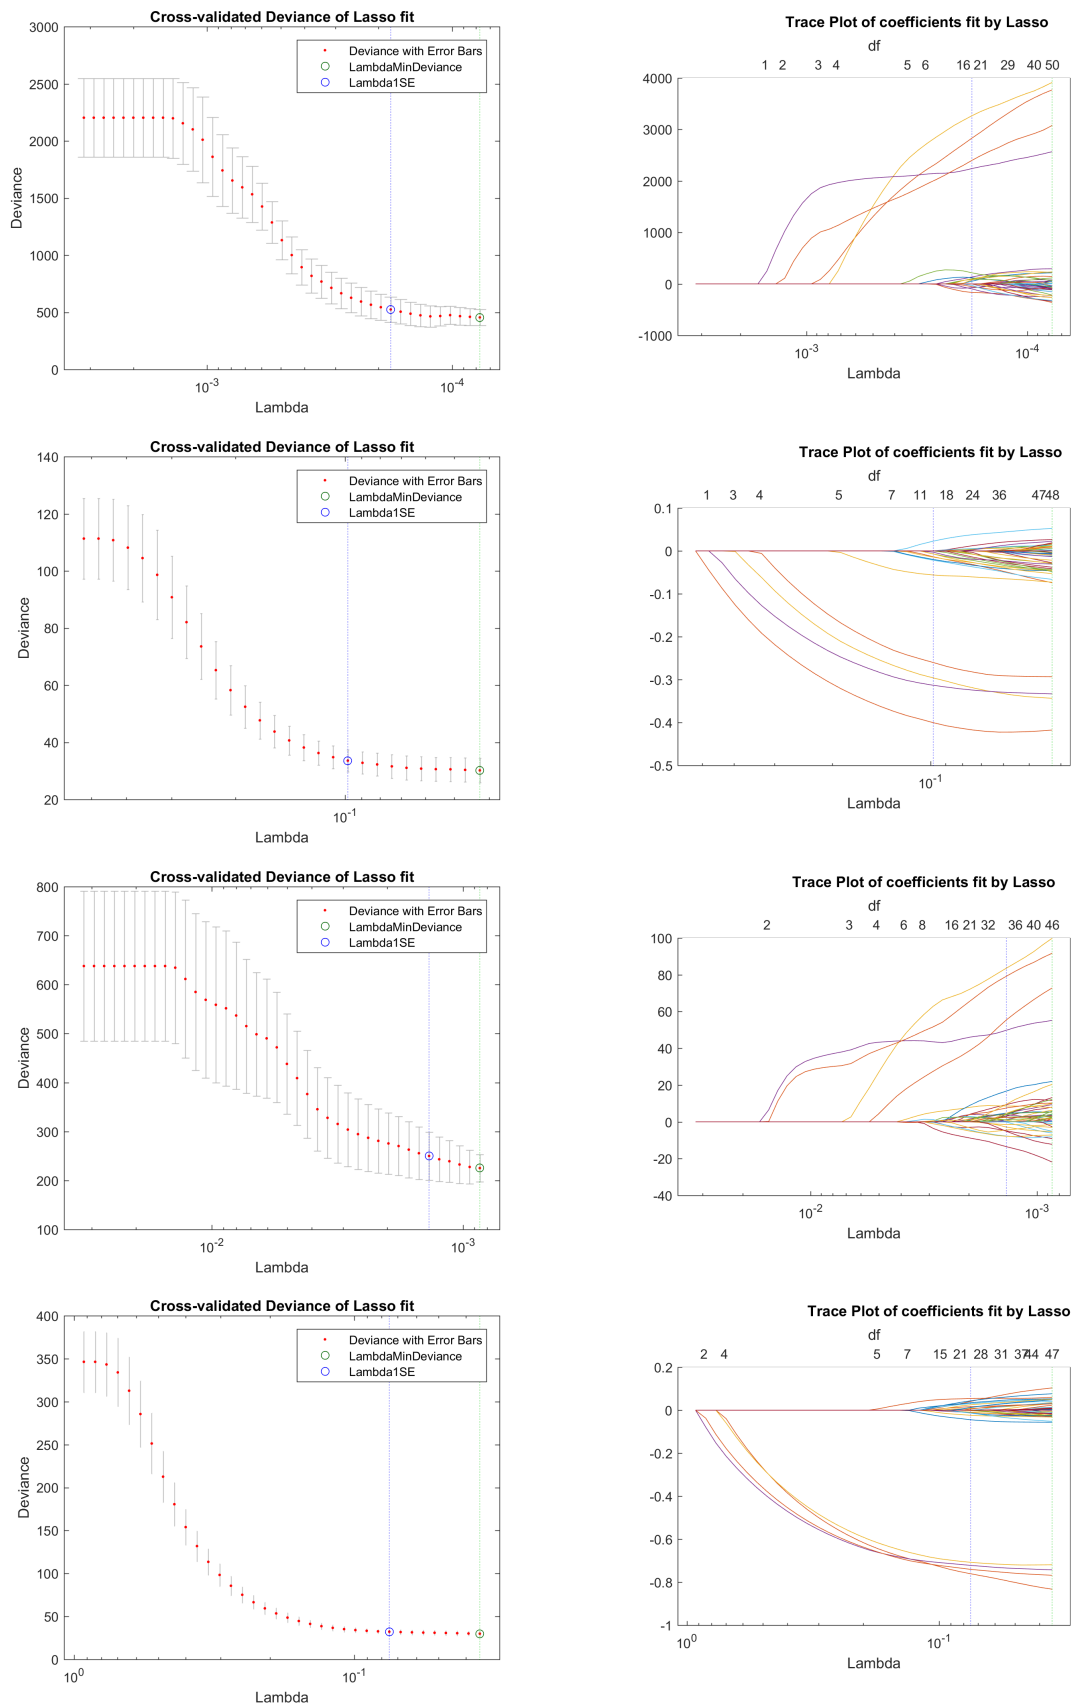 Cross-validated Deviance of Lasso fit
3000
2500
2000
1500
1000
500
0
Deviance
Deviance with Error Bars
LambdaMinDeviance
Lambda1SE
10-3
10-4
Lambda
Trace Plot of coefficients fit by Lasso
df
1 2 3 4 5 6 16 21 29 40 50
4000
3000
2000
1000
0
-1000
10-3
10-4
Lambda
Cross-validated Deviance of Lasso fit
140
120
100
80
60
40
20
Deviance
Deviance with Error Bars
LambdaMinDeviance
Lambda1SE
10-1
Lambda
Trace Plot of coefficients fit by Lasso
df
1 3 4 5 7 11 18 24 36 4748
0.1
0
-0.1
-0.2
-0.3
-0.4
-0.5
10-1
Lambda
Cross-validated Deviance of Lasso fit
800
700
600
500
400
300
200
100
Deviance
Deviance with Error Bars
LambdaMinDeviance
Lambda1SE
10-2
10-3
Lambda
Trace Plot of coefficients fit by Lasso
df
2 3 4 6 8 16 21 32 36 40 46
100
80
60
40
20
0
-20
-40
10-2
10-3
Lambda
Cross-validated Deviance of Lasso fit
400
350
300
250
200
150
100
50
0
Deviance
Deviance with Error Bars
LambdaMinDeviance
Lambda1SE
100
10-1
Lambda
Trace Plot of coefficients fit by Lasso
df
2 4 5 7 15 21 28 31 3744 47
0.2
0
-0.2
-0.4
-0.6
-0.8
-1
100
10-1
Lambda